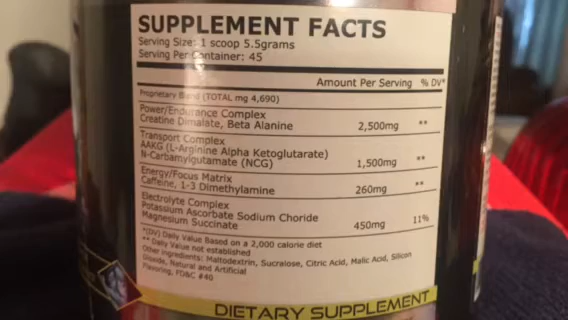 SUPPLEMENT FACTS
Serving Size: 1 scoop 5.5grams
Serving Per Container: 45
Amount Per Serving % DV*
Proprietary Blend (TOTAL mg 4,690)
Power/Endurance Complex
Creatine Dimalate, Beta Alanine 2,500mg **
Transport Complex
AAKG (L-Arginine Alpha Ketoglutarate)
N-Carbamylgutamate (NCG) 1,500mg **
Energy/Focus Matrix
Caffeine, 1-3 Dimethylamine 260mg **
Electrolyte Complex
Potassium Ascorbate Sodium Choride
Magnesium Succinate 450mg 11%
*(DV) Daily Value Based on a 2,000 calorie diet
** Daily Value not established
Other ingredients: Maltodextrin, Sucralose, Citric Acid, Malic Acid, Silicon
Dioxide, Natural and Artificial
Flavoring, FD&C #40
DIETARY SUPPLEMENT